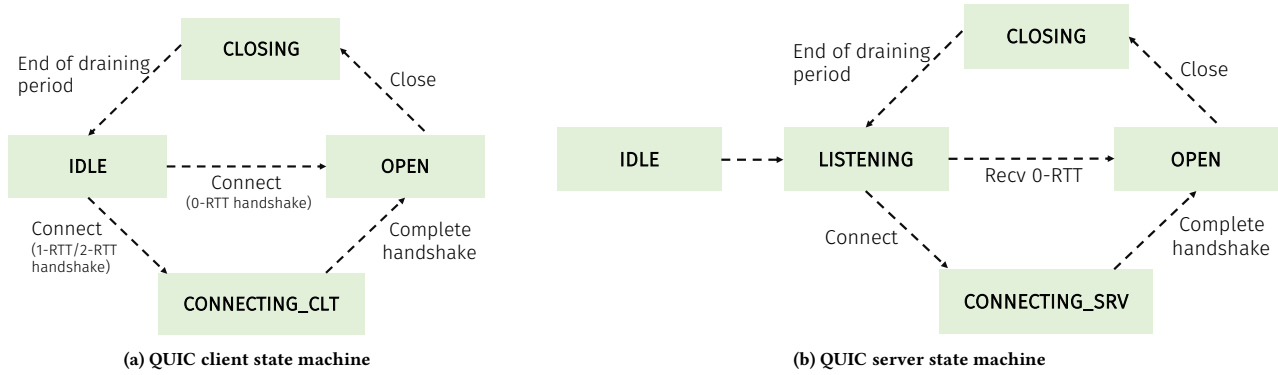 CLOSING
End of draining
period
Close
IDLE
OPEN
Connect
(0-RTT handshake)
Connect
(1-RTT/2-RTT
handshake)
Complete
handshake
CONNECTING_CLT
(a) QUIC client state machine
CLOSING
End of draining
period
Close
IDLE
LISTENING
OPEN
Recv 0-RTT
Connect
Complete
handshake
CONNECTING_SRV
(b) QUIC server state machine